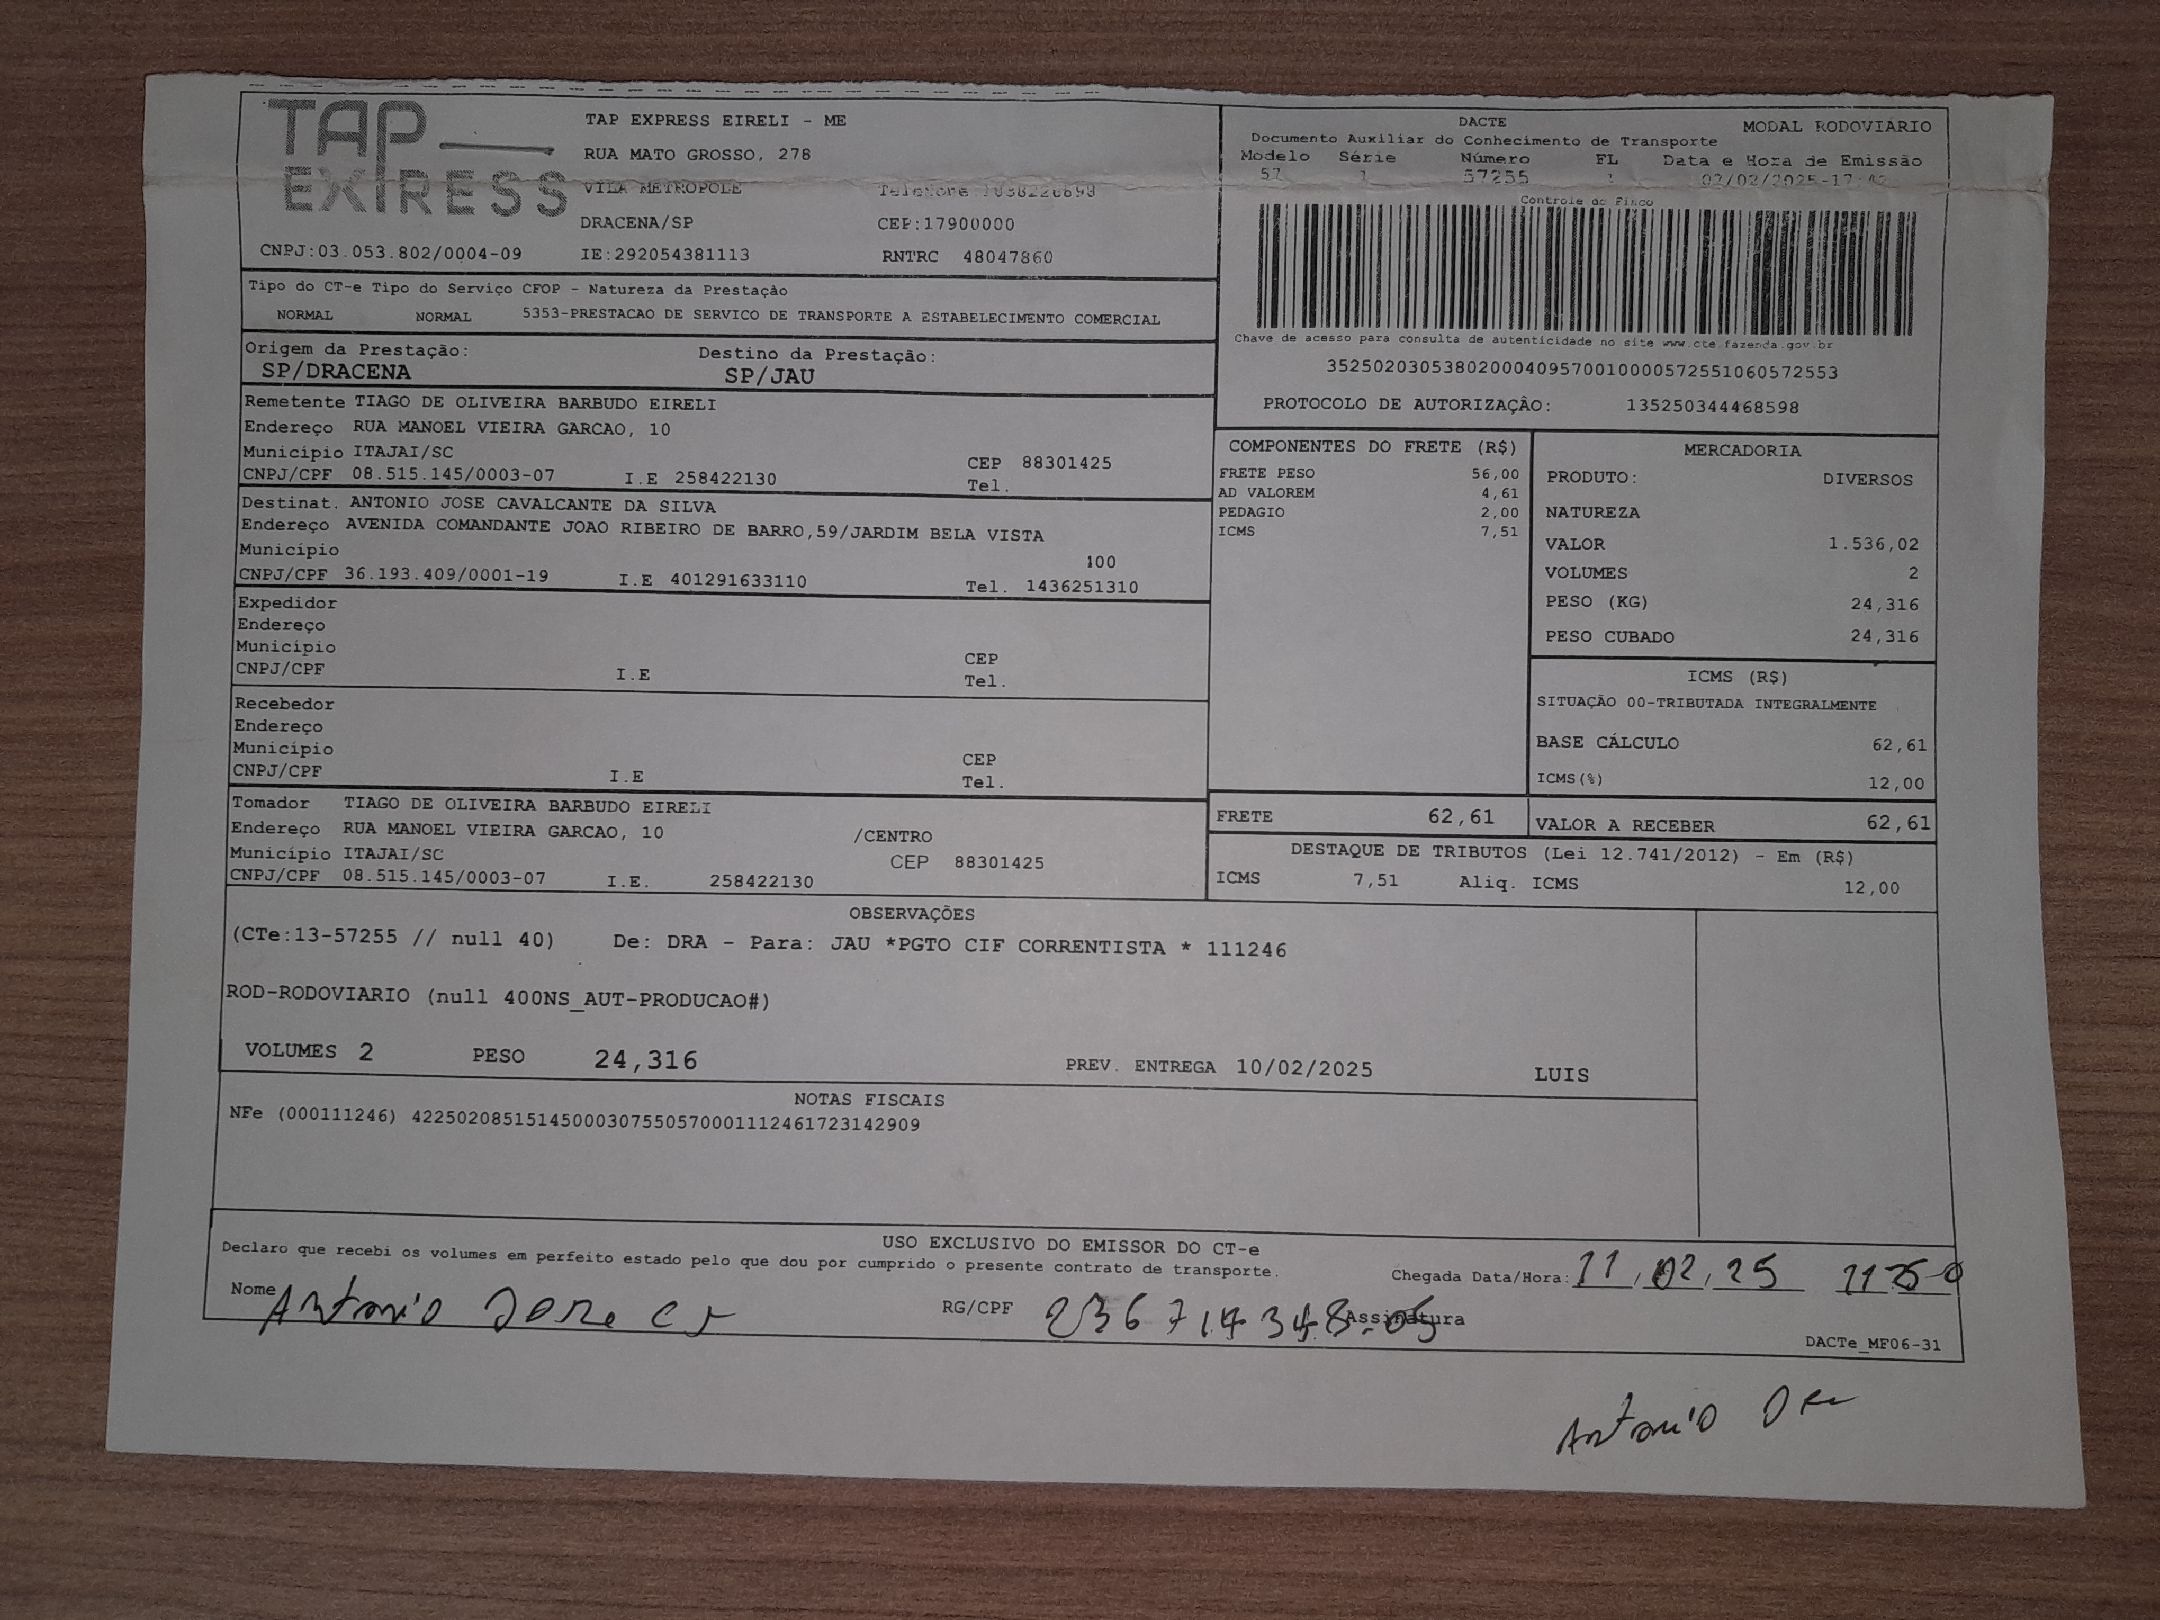 TAP EXPRESS
TAP EXPRESS EIRELI - ME
RUA MATO GROSSO, 278
VILA METROPOLE Telefone
DRACENA/SP CEP:17900000
CNPJ:03.053.802/0004-09 IE:292054381113 RNTRC 48047860
DACTE MODAL RODOVIÁRIO
Documento Auxiliar do Conhecimento de Transporte
Modelo Série Número FL Data e Hora de Emissão
57 1 57255 1
Controle do Fisco
Chave de acesso para consulta de autenticidade no site www.cte.fazenda.gov.br
35250203053802000409570010000572551060572553
PROTOCOLO DE AUTORIZAÇÃO: 135250344468598
Tipo do CT-e Tipo do Serviço CFOP - Natureza da Prestação
NORMAL NORMAL 5353-PRESTACAO DE SERVICO DE TRANSPORTE A ESTABELECIMENTO COMERCIAL
Origem da Prestação: Destino da Prestação:
SP/DRACENA SP/JAU
Remetente TIAGO DE OLIVEIRA BARBUDO EIRELI
Endereço RUA MANOEL VIEIRA GARCAO, 10
Município ITAJAI/SC CEP 88301425
CNPJ/CPF 08.515.145/0003-07 I.E 258422130 Tel.
Destinat. ANTONIO JOSE CAVALCANTE DA SILVA
Endereço AVENIDA COMANDANTE JOAO RIBEIRO DE BARRO,59/JARDIM BELA VISTA
Município 100
CNPJ/CPF 36.193.409/0001-19 I.E 401291633110 Tel. 1436251310
Expedidor
Endereço
Município CEP
CNPJ/CPF I.E Tel.
Recebedor
Endereço
Município CEP
CNPJ/CPF I.E Tel.
Tomador TIAGO DE OLIVEIRA BARBUDO EIRELI
Endereço RUA MANOEL VIEIRA GARCAO, 10 /CENTRO
Município ITAJAI/SC CEP 88301425
CNPJ/CPF 08.515.145/0003-07 I.E. 258422130
COMPONENTES DO FRETE (R$)
FRETE PESO 56,00
AD VALOREM 4,61
PEDAGIO 2,00
ICMS 7,51
MERCADORIA
PRODUTO: DIVERSOS
NATUREZA
VALOR 1.536,02
VOLUMES 2
PESO (KG) 24,316
PESO CUBADO 24,316
ICMS (R$)
SITUAÇÃO 00-TRIBUTADA INTEGRALMENTE
BASE CÁLCULO 62,61
ICMS(%) 12,00
FRETE 62,61 VALOR A RECEBER 62,61
DESTAQUE DE TRIBUTOS (Lei 12.741/2012) - Em (R$)
ICMS 7,51 Aliq. ICMS 12,00
OBSERVAÇÕES
(CTe:13-57255 // null 40) De: DRA - Para: JAU *PGTO CIF CORRENTISTA * 111246
ROD-RODOVIARIO (null 400NS_AUT-PRODUCAO#)
VOLUMES 2 PESO 24,316 PREV. ENTREGA 10/02/2025 LUIS
NOTAS FISCAIS
NFe (000111246) 42250208515145000307550570001112461723142909
USO EXCLUSIVO DO EMISSOR DO CT-e
Declaro que recebi os volumes em perfeito estado pelo que dou por cumprido o presente contrato de transporte.
Chegada Data/Hora: 11,02,25
Nome Antonio Jose RG/CPF 236714348-05 Assinatura
DACTe_MF06-31
Antonio